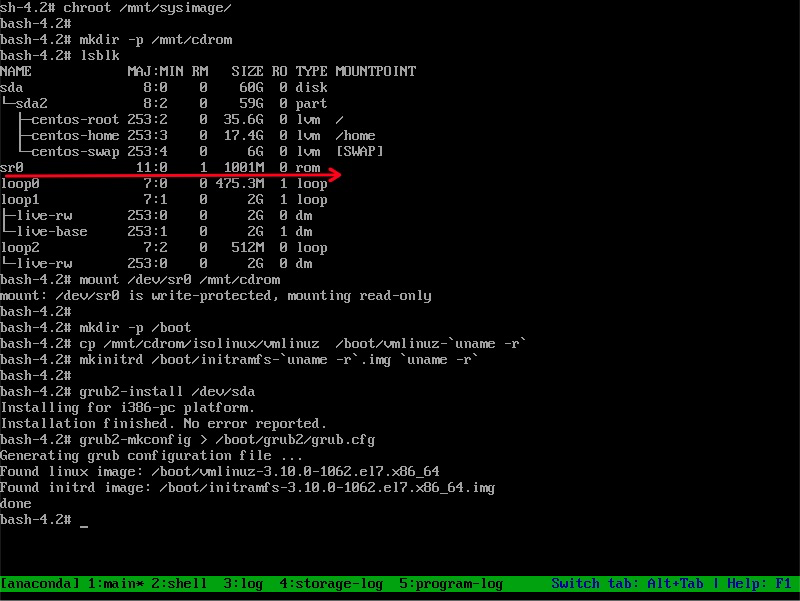 sh-4.2# chroot /mnt/sysimage/
bash-4.2#
bash-4.2# mkdir -p /mnt/cdrom
bash-4.2# lsblk
NAME            MAJ:MIN RM   SIZE RO TYPE MOUNTPOINT
sda               8:0    0    60G  0 disk
└─sda2            8:2    0    59G  0 part
  ├─centos-root 253:2    0  35.6G  0 lvm  /
  ├─centos-home 253:3    0  17.4G  0 lvm  /home
  └─centos-swap 253:4    0     6G  0 lvm  [SWAP]
sr0              11:0    1  1001M  0 rom
loop0             7:0    0 475.3M  1 loop
loop1             7:1    0     2G  1 loop
├─live-rw       253:0    0     2G  0 dm
└─live-base     253:1    0     2G  1 dm
loop2             7:2    0   512M  0 loop
└─live-rw       253:0    0     2G  0 dm
bash-4.2# mount /dev/sr0 /mnt/cdrom
mount: /dev/sr0 is write-protected, mounting read-only
bash-4.2#
bash-4.2# mkdir -p /boot
bash-4.2# cp /mnt/cdrom/isolinux/vmlinuz  /boot/vmlinuz-`uname -r`
bash-4.2# mkinitrd /boot/initramfs-`uname -r`.img `uname -r`
bash-4.2#
bash-4.2# grub2-install /dev/sda
Installing for i386-pc platform.
Installation finished. No error reported.
bash-4.2# grub2-mkconfig > /boot/grub2/grub.cfg
Generating grub configuration file ...
Found linux image: /boot/vmlinuz-3.10.0-1062.el7.x86_64
Found initrd image: /boot/initramfs-3.10.0-1062.el7.x86_64.img
done
bash-4.2# _
[anaconda] 1:main* 2:shell  3:log  4:storage-log  5:program-log      Switch tab: Alt+Tab | Help: F1